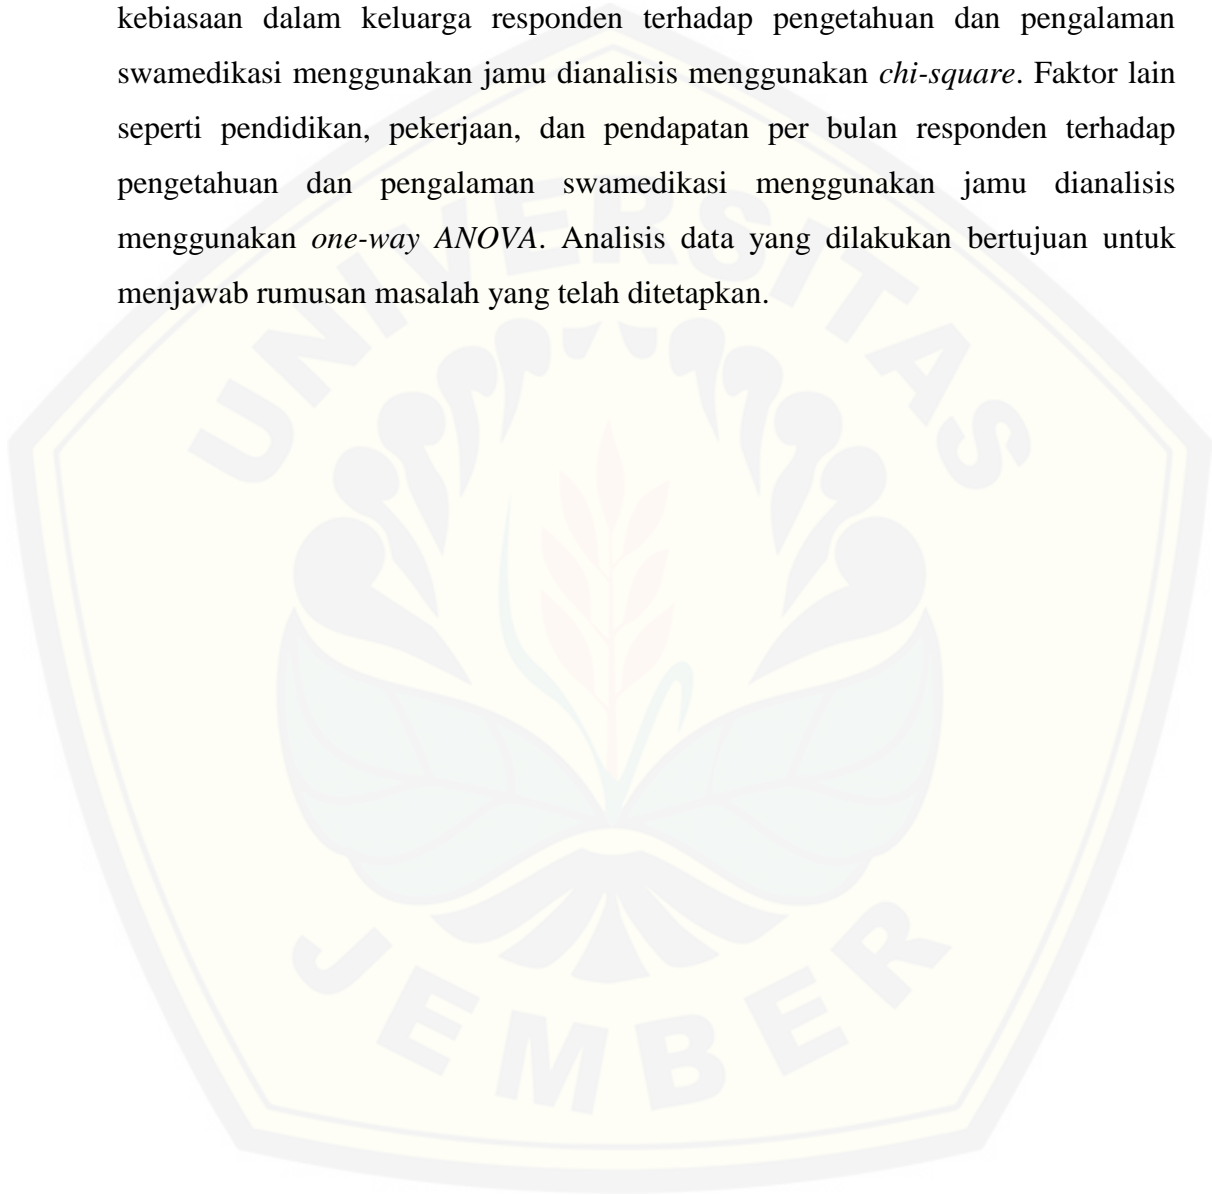 kebiasaan dalam keluarga responden terhadap pengetahuan dan pengalaman
swamedikasi menggunakan jamu dianalisis menggunakan chi-square. Faktor lain
seperti pendidikan, pekerjaan, dan pendapatan per bulan responden terhadap
pengetahuan dan pengalaman swamedikasi menggunakan jamu dianalisis
menggunakan one-way ANOVA. Analisis data yang dilakukan bertujuan untuk
menjawab rumusan masalah yang telah ditetapkan.
UNIVERSITAS
JEMBER